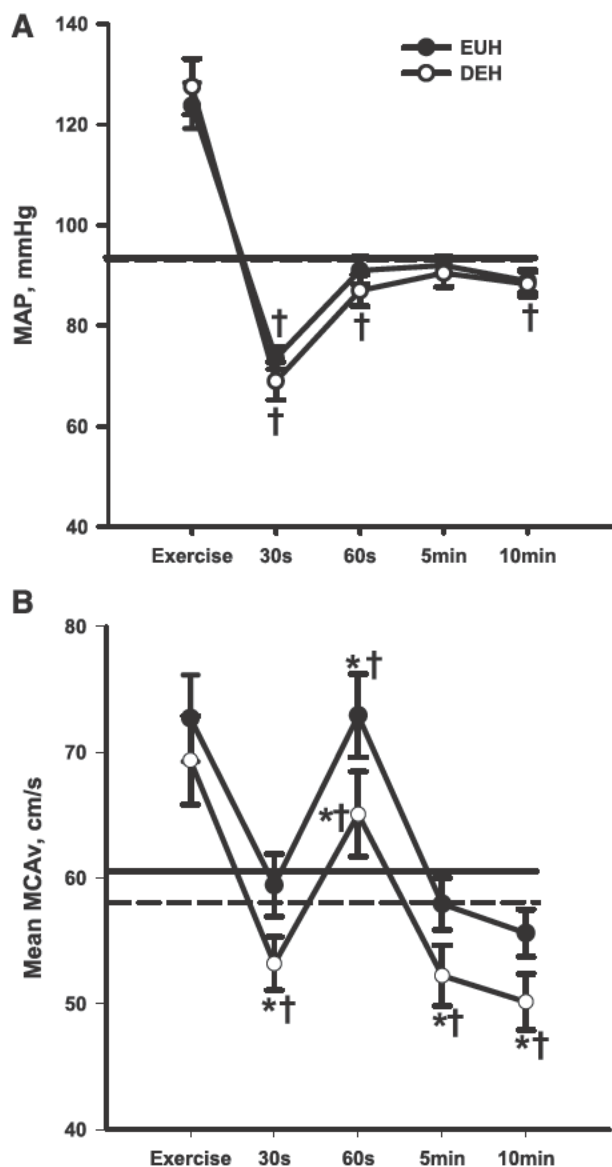 A
140
EUH
DEH
120
100
80
60
40
MAP, mmHg
†
†
†
†
Exercise 30s 60s 5min 10min
B
80
70
60
50
40
Mean MCAv, cm/s
*†
*†
*†
*†
*†
Exercise 30s 60s 5min 10min